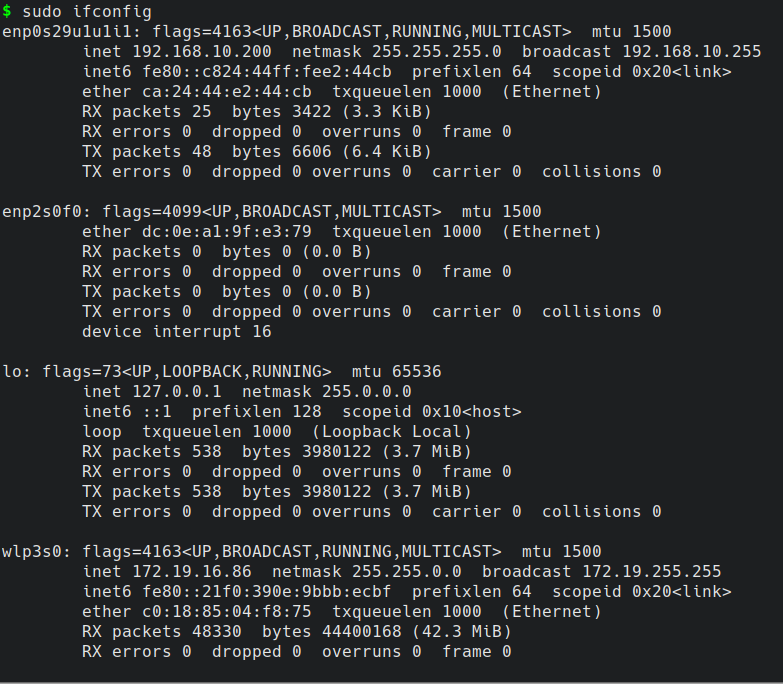 $ sudo ifconfig
enp0s29u1u1i1: flags=4163<UP,BROADCAST,RUNNING,MULTICAST>  mtu 1500
        inet 192.168.10.200  netmask 255.255.255.0  broadcast 192.168.10.255
        inet6 fe80::c824:44ff:fee2:44cb  prefixlen 64  scopeid 0x20<link>
        ether ca:24:44:e2:44:cb  txqueuelen 1000  (Ethernet)
        RX packets 25  bytes 3422 (3.3 KiB)
        RX errors 0  dropped 0  overruns 0  frame 0
        TX packets 48  bytes 6606 (6.4 KiB)
        TX errors 0  dropped 0 overruns 0  carrier 0  collisions 0

enp2s0f0: flags=4099<UP,BROADCAST,MULTICAST>  mtu 1500
        ether dc:0e:a1:9f:e3:79  txqueuelen 1000  (Ethernet)
        RX packets 0  bytes 0 (0.0 B)
        RX errors 0  dropped 0  overruns 0  frame 0
        TX packets 0  bytes 0 (0.0 B)
        TX errors 0  dropped 0 overruns 0  carrier 0  collisions 0
        device interrupt 16

lo: flags=73<UP,LOOPBACK,RUNNING>  mtu 65536
        inet 127.0.0.1  netmask 255.0.0.0
        inet6 ::1  prefixlen 128  scopeid 0x10<host>
        loop  txqueuelen 1000  (Loopback Local)
        RX packets 538  bytes 3980122 (3.7 MiB)
        RX errors 0  dropped 0  overruns 0  frame 0
        TX packets 538  bytes 3980122 (3.7 MiB)
        TX errors 0  dropped 0 overruns 0  carrier 0  collisions 0

wlp3s0: flags=4163<UP,BROADCAST,RUNNING,MULTICAST>  mtu 1500
        inet 172.19.16.86  netmask 255.255.0.0  broadcast 172.19.255.255
        inet6 fe80::21f0:390e:9bbb:ecbf  prefixlen 64  scopeid 0x20<link>
        ether c0:18:85:04:f8:75  txqueuelen 1000  (Ethernet)
        RX packets 48330  bytes 44400168 (42.3 MiB)
        RX errors 0  dropped 0  overruns 0  frame 0